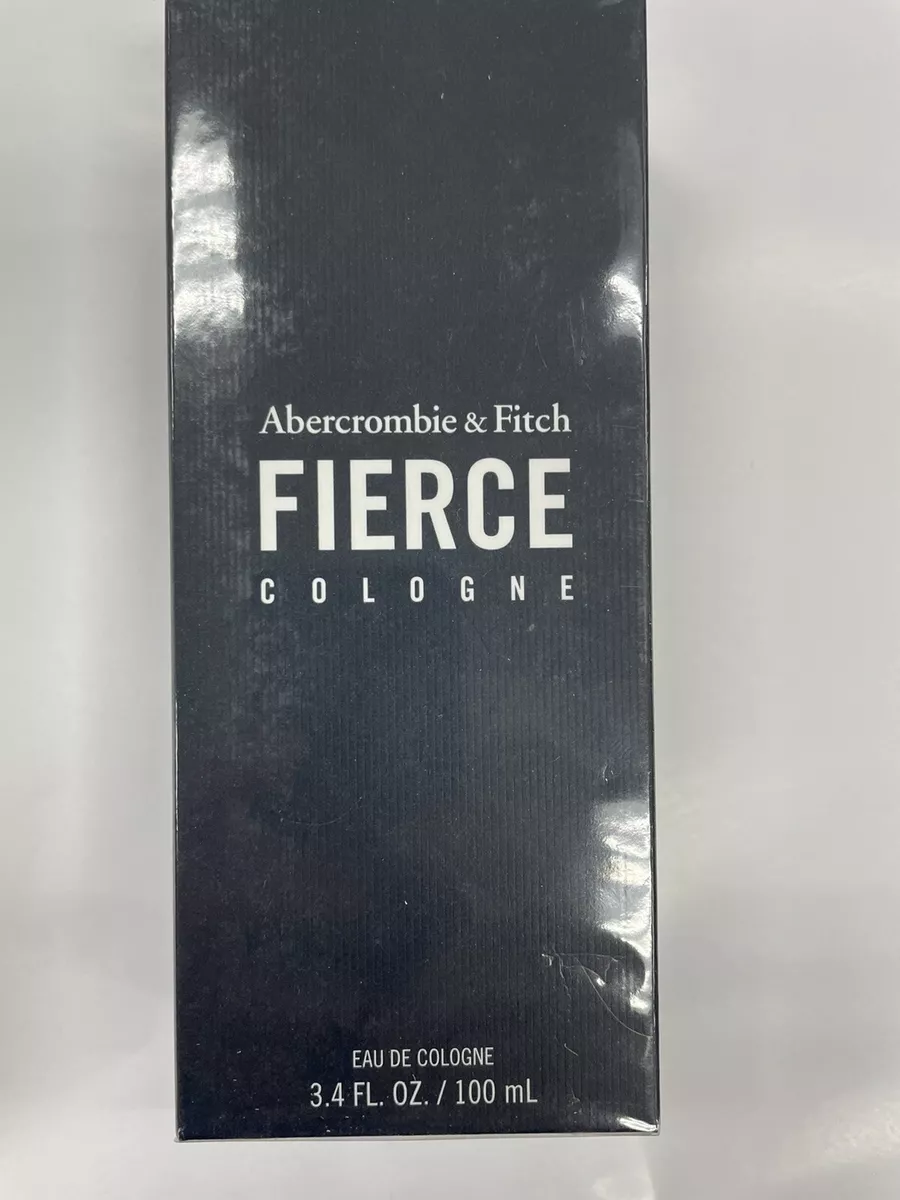 Abercrombie & Fitch
FIERCE
COLOGNE
EAU DE COLOGNE
3.4 FL. OZ. / 100 mL